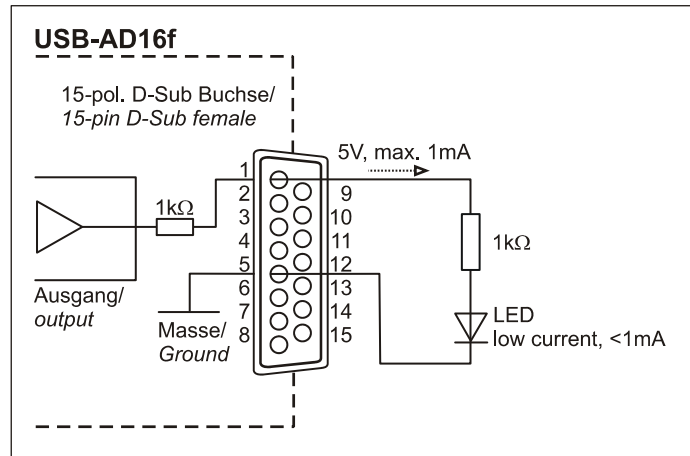 USB-AD16f
15-pol. D-Sub Buchse/
15-pin D-Sub female
5V, max. 1mA
1
2
3
4
5
6
7
8
9
10
11
12
13
14
15
1kΩ
1kΩ
Ausgang/
output
Masse/
Ground
LED
low current, <1mA